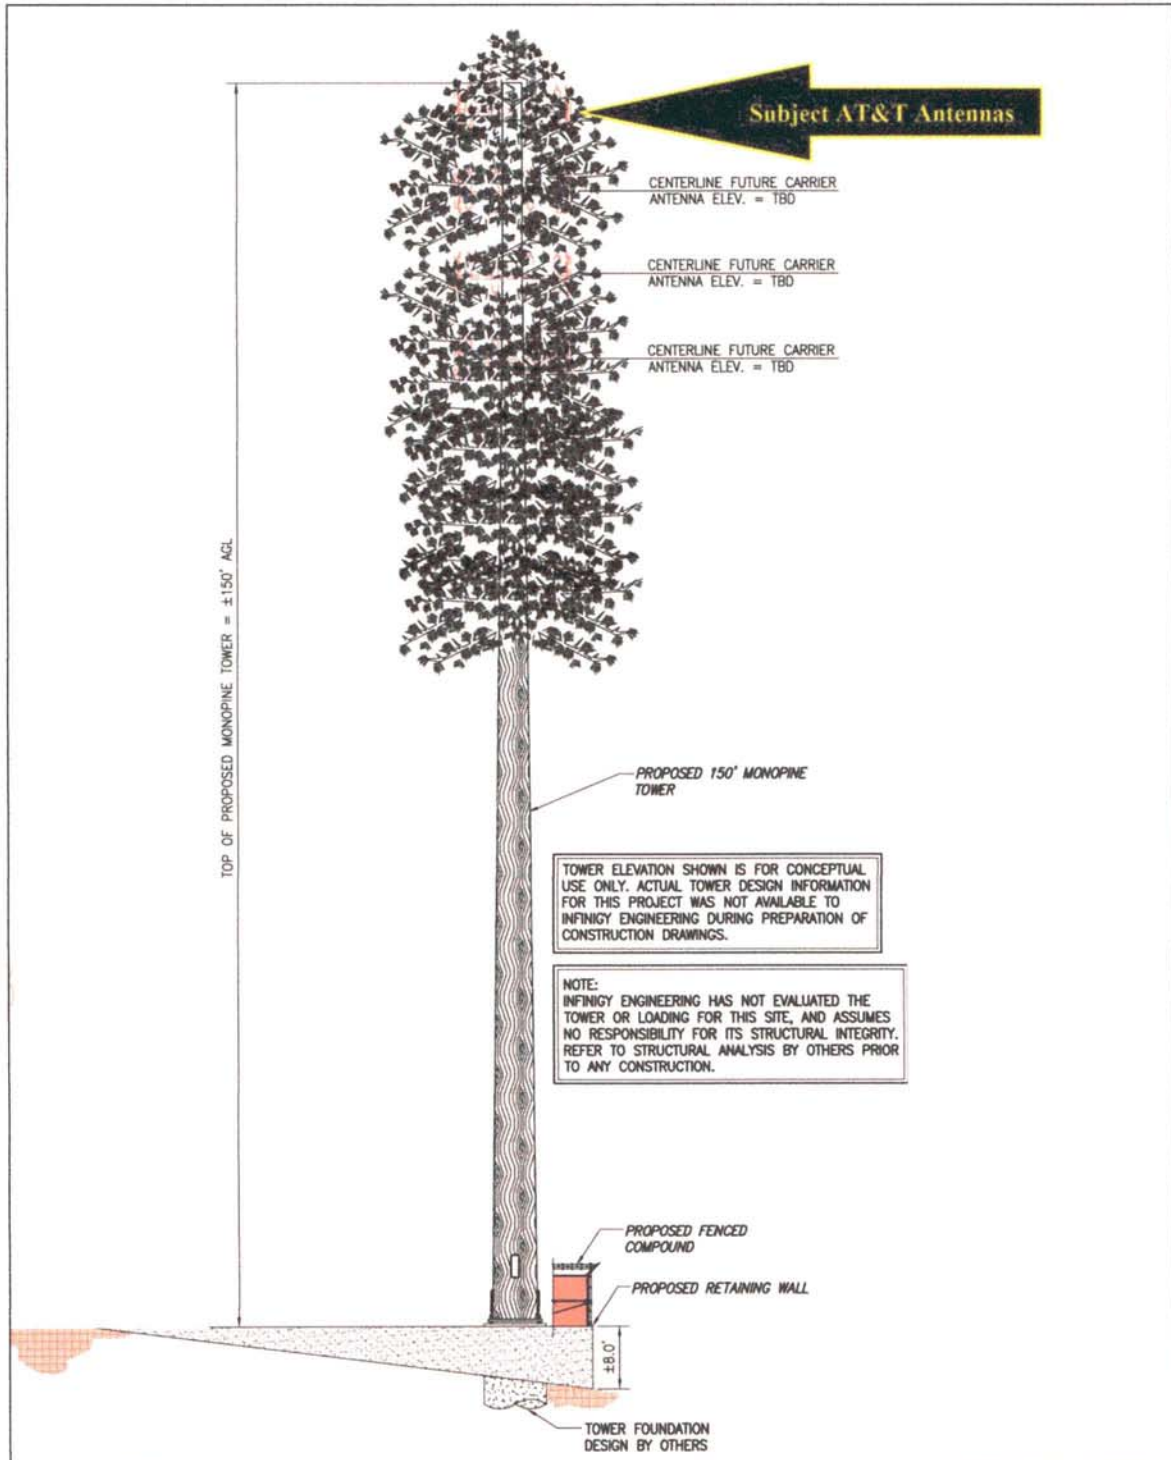 Subject AT&T Antennas
CENTERLINE FUTURE CARRIER
ANTENNA ELEV. = TBD
CENTERLINE FUTURE CARRIER
ANTENNA ELEV. = TBD
CENTERLINE FUTURE CARRIER
ANTENNA ELEV. = TBD
TOP OF PROPOSED MONOPINE TOWER = ±150' AGL
PROPOSED 150' MONOPINE
TOWER
TOWER ELEVATION SHOWN IS FOR CONCEPTUAL
USE ONLY. ACTUAL TOWER DESIGN INFORMATION
FOR THIS PROJECT WAS NOT AVAILABLE TO
INFINIGY ENGINEERING DURING PREPARATION OF
CONSTRUCTION DRAWINGS.
NOTE:
INFINIGY ENGINEERING HAS NOT EVALUATED THE
TOWER OR LOADING FOR THIS SITE, AND ASSUMES
NO RESPONSIBILITY FOR ITS STRUCTURAL INTEGRITY.
REFER TO STRUCTURAL ANALYSIS BY OTHERS PRIOR
TO ANY CONSTRUCTION.
PROPOSED FENCED
COMPOUND
PROPOSED RETAINING WALL
±8.0'
TOWER FOUNDATION
DESIGN BY OTHERS